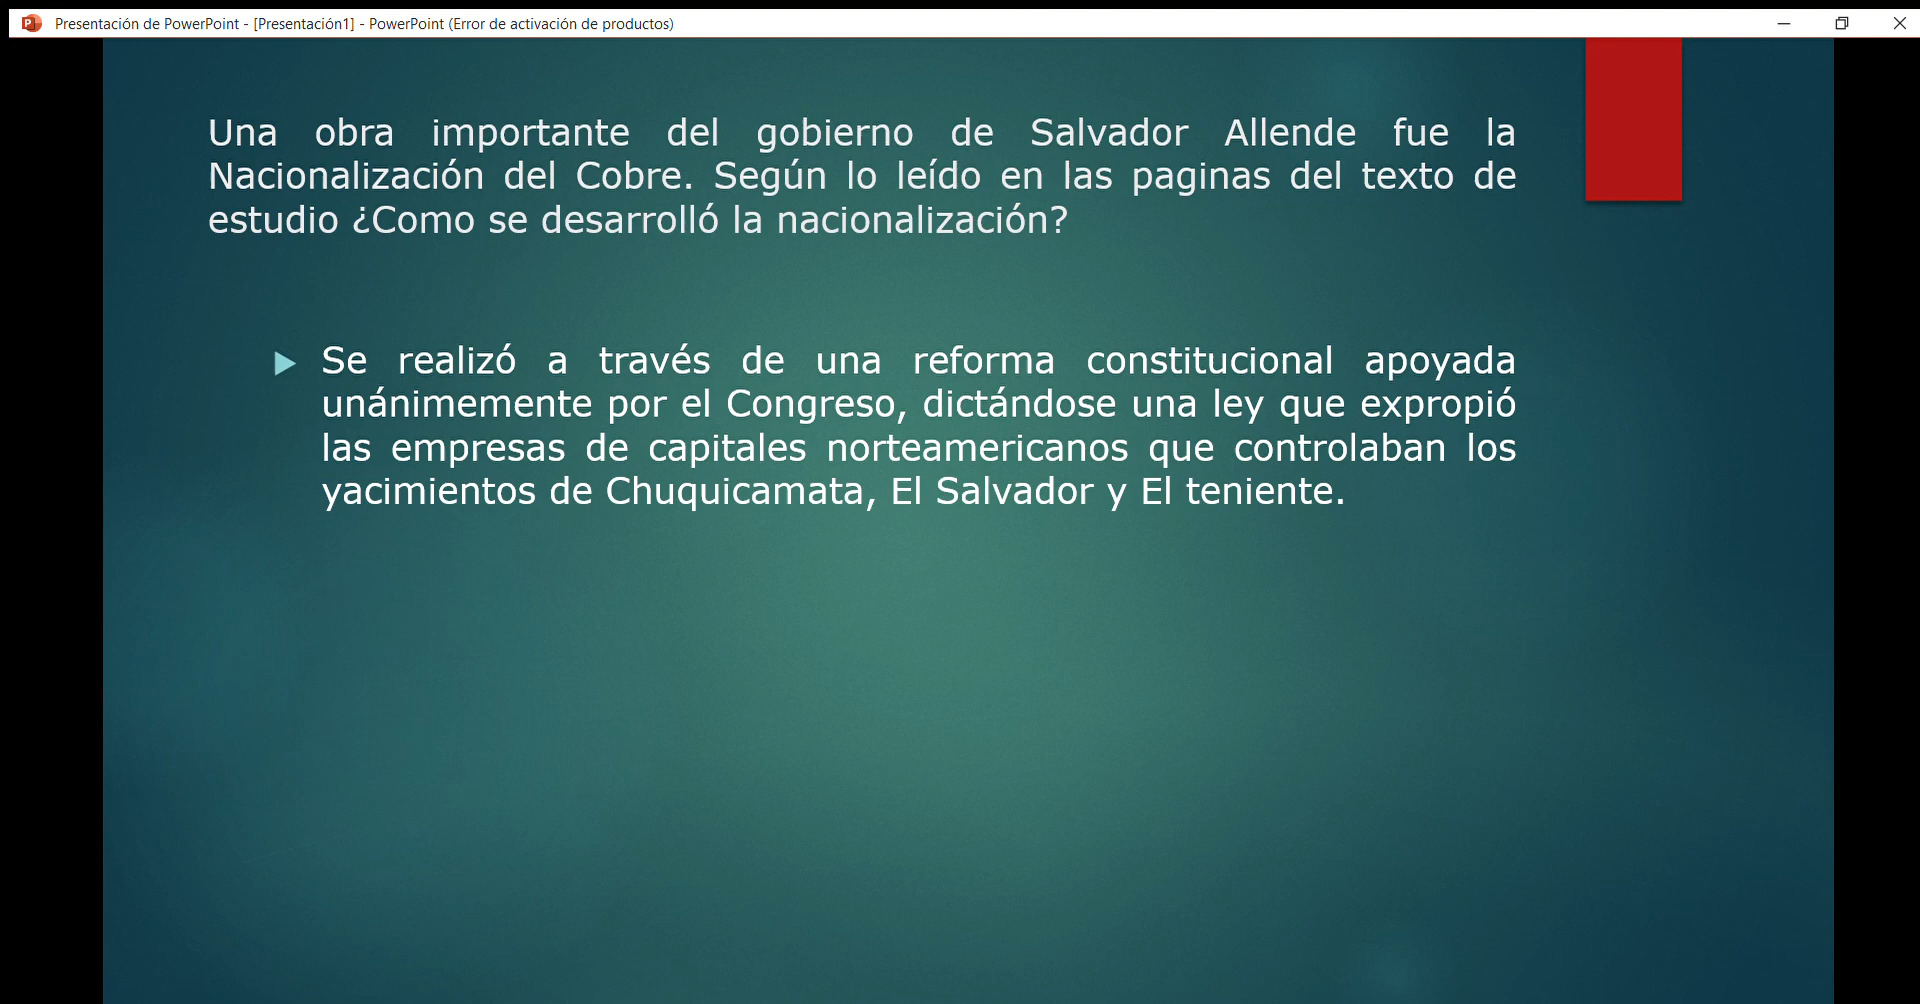 Presentación de PowerPoint - [Presentación1] - PowerPoint (Error de activación de productos)
Una obra importante del gobierno de Salvador Allende fue la
Nacionalización del Cobre. Según lo leído en las paginas del texto de
estudio ¿Como se desarrolló la nacionalización?
Se realizó a través de una reforma constitucional apoyada
unánimemente por el Congreso, dictándose una ley que expropió
las empresas de capitales norteamericanos que controlaban los
yacimientos de Chuquicamata, El Salvador y El teniente.